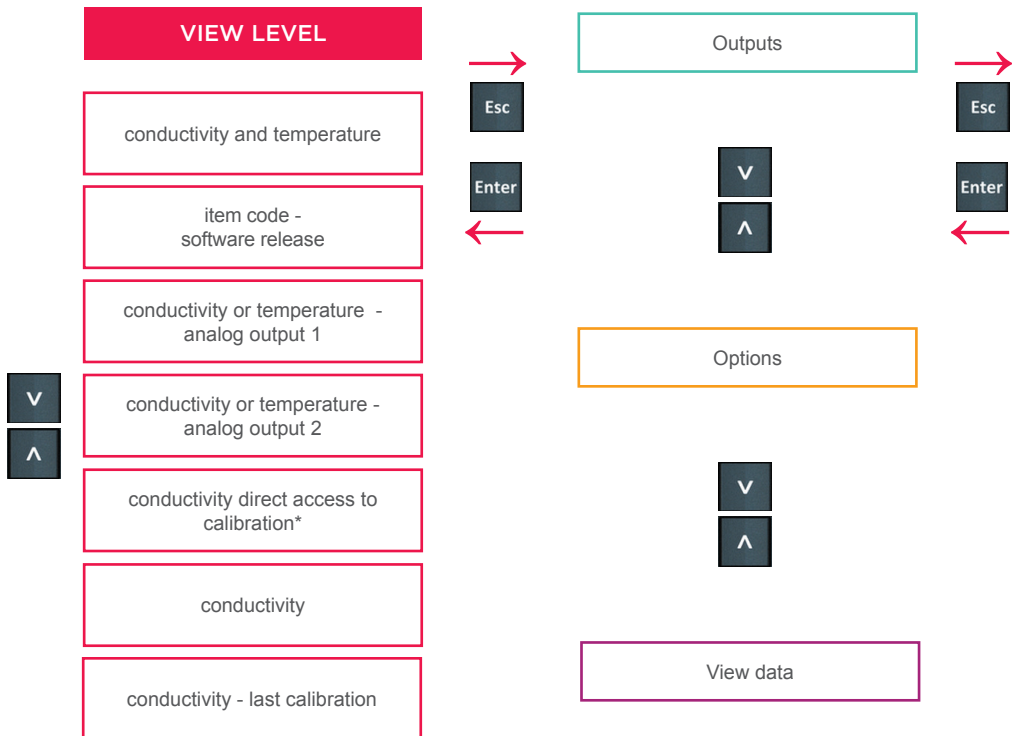 VIEW LEVEL
conductivity and temperature
item code -
software release
conductivity or temperature -
analog output 1
conductivity or temperature -
analog output 2
conductivity direct access to
calibration*
conductivity
conductivity - last calibration
V
Λ
Esc
Enter
Outputs
V
Λ
Options
V
Λ
View data
Esc
Enter